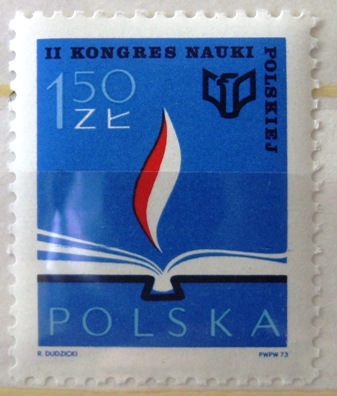 II KONGRES NAUKI
POLSKIEJ
1.50
ZŁ
POLSKA
R. DUDZICKI
PWPW 73